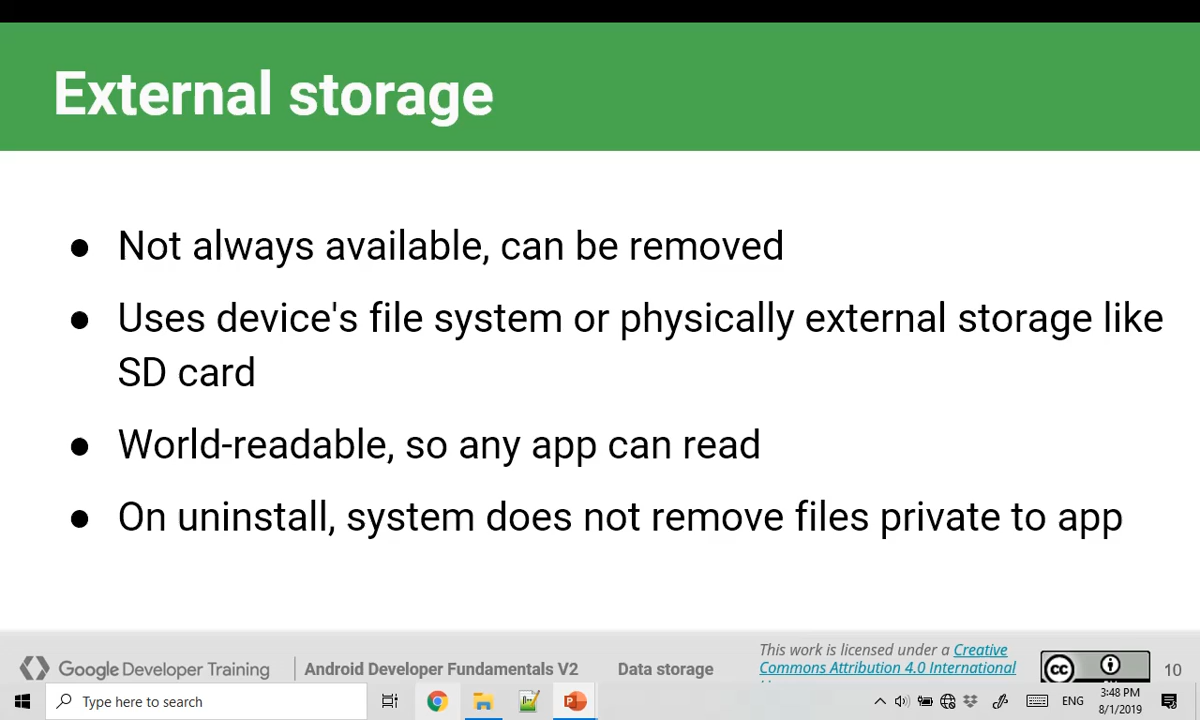 External storage
● Not always available, can be removed
● Uses device's file system or physically external storage like
SD card
● World-readable, so any app can read
● On uninstall, system does not remove files private to app
Google Developer Training
Android Developer Fundamentals V2
Data storage
This work is licensed under a Creative
Commons Attribution 4.0 International
cc
10
Type here to search
ENG
3:48 PM
8/1/2019